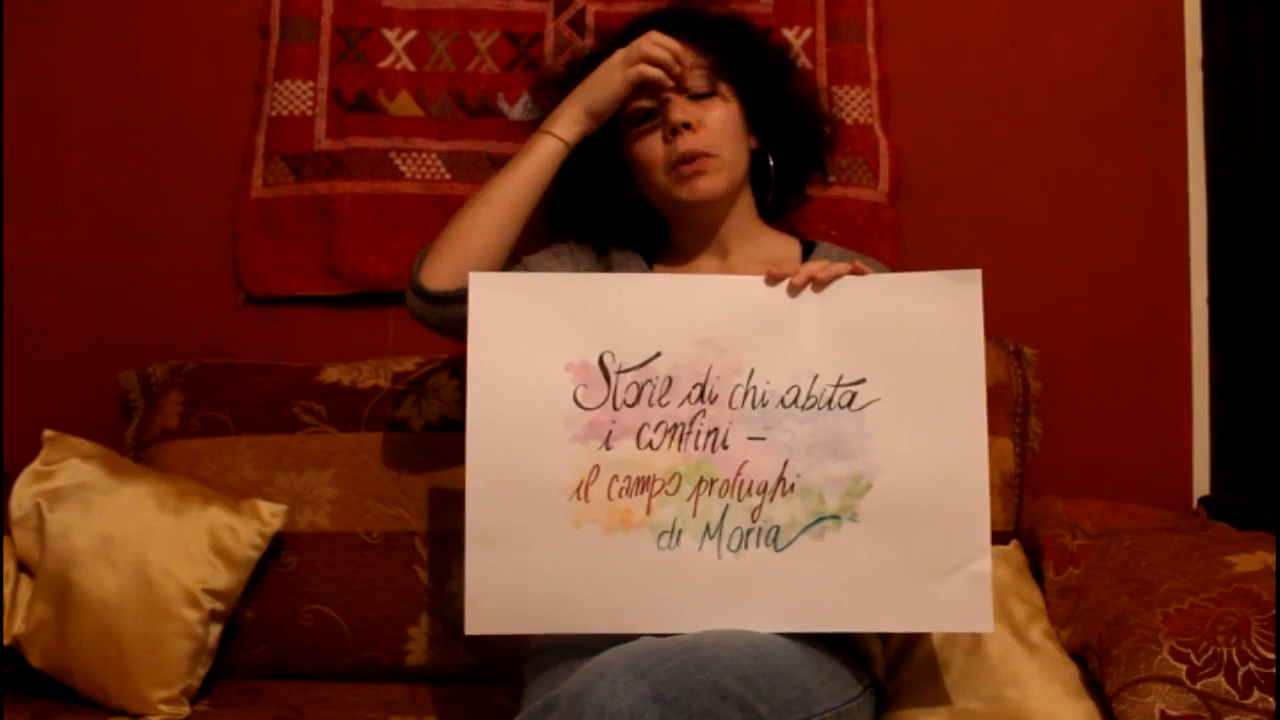 Storie di chi abita
i confini -
il campo profughi
di Moria